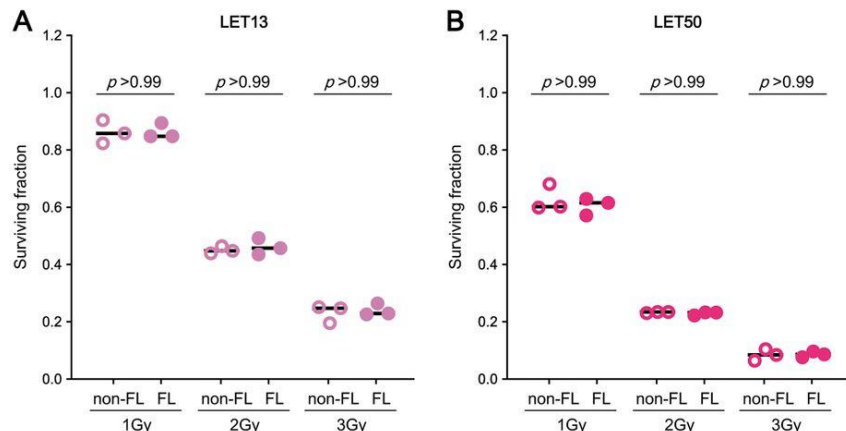 A
LET13
Surviving fraction
1.2
1.0
0.8
0.6
0.4
0.2
0.0
p >0.99
p >0.99
p >0.99
non-FL FL non-FL FL non-FL FL
1Gy 2Gy 3Gy
B
LET50
Surviving fraction
1.2
1.0
0.8
0.6
0.4
0.2
0.0
p >0.99
p >0.99
p >0.99
non-FL FL non-FL FL non-FL FL
1Gy 2Gy 3Gy